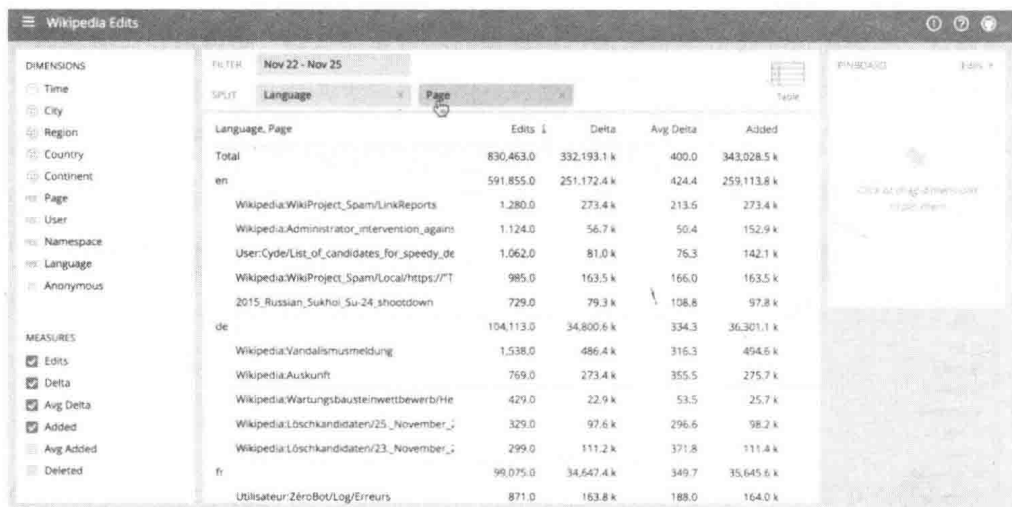 Wikipedia Edits
DIMENSIONS
Time
City
Region
Country
Continent
Page
User
Namespace
Language
Anonymous
MEASURES
Edits
Delta
Avg Delta
Added
Avg Added
Deleted
FILTER Nov 22 - Nov 25
SPLIT Language × Page ×
Table
Language, Page Edits Delta Avg Delta Added
Total 830,463.0 332,193.1 k 400.0 343,028.5 k
en 591,855.0 251,172.4 k 424.4 259,113.8 k
Wikipedia:WikiProject_Spam/LinkReports 1,280.0 273.4 k 213.6 273.4 k
Wikipedia:Administrator_intervention_agains 1,124.0 56.7 k 50.4 152.9 k
User:Cyde/List_of_candidates_for_speedy_de 1,062.0 81.0 k 76.3 142.1 k
Wikipedia:WikiProject_Spam/Local/https://"T 985.0 163.5 k 166.0 163.5 k
2015_Russian_Sukhoi_Su-24_shootdown 729.0 79.3 k 108.8 97.8 k
de 104,113.0 34,800.6 k 334.3 36,301.1 k
Wikipedia:Vandalismusmeldung 1,538.0 486.4 k 316.3 494.6 k
Wikipedia:Auskunft 769.0 273.4 k 355.5 275.7 k
Wikipedia:Wartungsbausteinwettbewerb/He 429.0 22.9 k 53.5 25.7 k
Wikipedia:Löschkandidaten/25._November_2 329.0 97.6 k 296.6 98.2 k
Wikipedia:Löschkandidaten/23._November_2 299.0 111.2 k 371.8 111.4 k
fr 99,075.0 34,647.4 k 349.7 35,645.6 k
Utilisateur:ZéroBot/Log/Erreurs 871.0 163.8 k 188.0 164.0 k
PINBOARD
Click or drag dimensions
to pin them